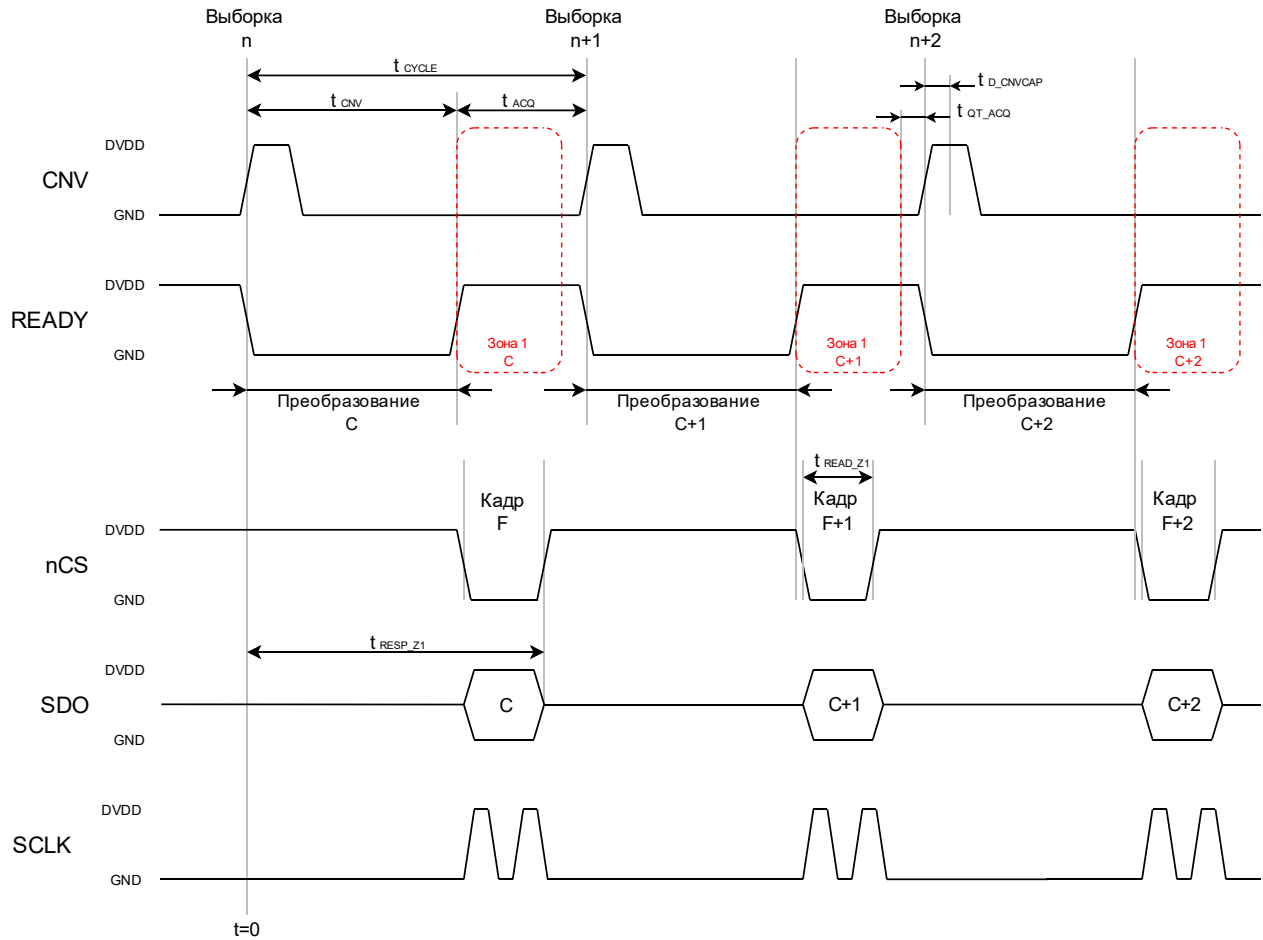 Выборка
n
Выборка
n+1
Выборка
n+2
t CYCLE
t CNV
t ACQ
t D_CNVCAP
t QT_ACQ
DVDD
CNV
GND
DVDD
READY
GND
Зона 1
C
Зона 1
C+1
Зона 1
C+2
Преобразование
C
Преобразование
C+1
Преобразование
C+2
t READ_Z1
Кадр
F
Кадр
F+1
Кадр
F+2
DVDD
nCS
GND
t RESP_Z1
DVDD
SDO
GND
C
C+1
C+2
DVDD
SCLK
GND
t=0